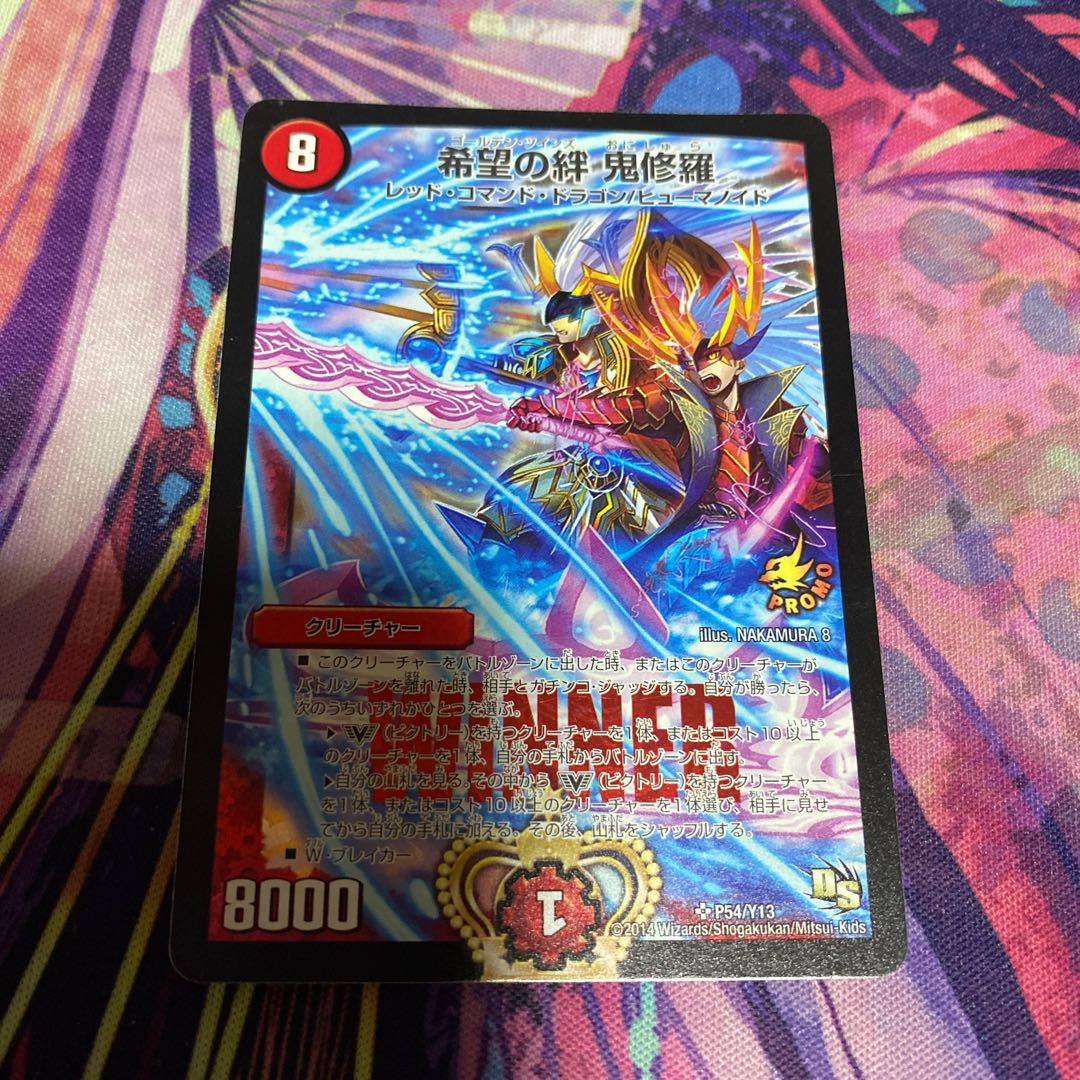 8
ゴールデン・ツインズ おにしゅら
希望の絆 鬼修羅
レッド・コマンド・ドラゴン/ヒューマノイド
PROMO
illus. NAKAMURA 8
クリーチャー
WINNER
■ このクリーチャーをバトルゾーンに出した時、またはこのクリーチャーが
バトルゾーンを離れた時、相手とガチンコ・ジャッジする。自分が勝ったら、
次のうちいずれかひとつを選ぶ。
▶ V(ビクトリー)を持つクリーチャーを1体、またはコスト10以上
のクリーチャーを1体、自分の手札からバトルゾーンに出す。
▶自分の山札を見る。その中から V(ビクトリー)を持つクリーチャー
を1体、またはコスト10以上のクリーチャーを1体選び、相手に見せ
てから自分の手札に加える。その後、山札をシャッフルする。
■ W・ブレイカー
8000
1
DS
P54/Y13
©2014 Wizards/Shogakukan/Mitsui-Kids